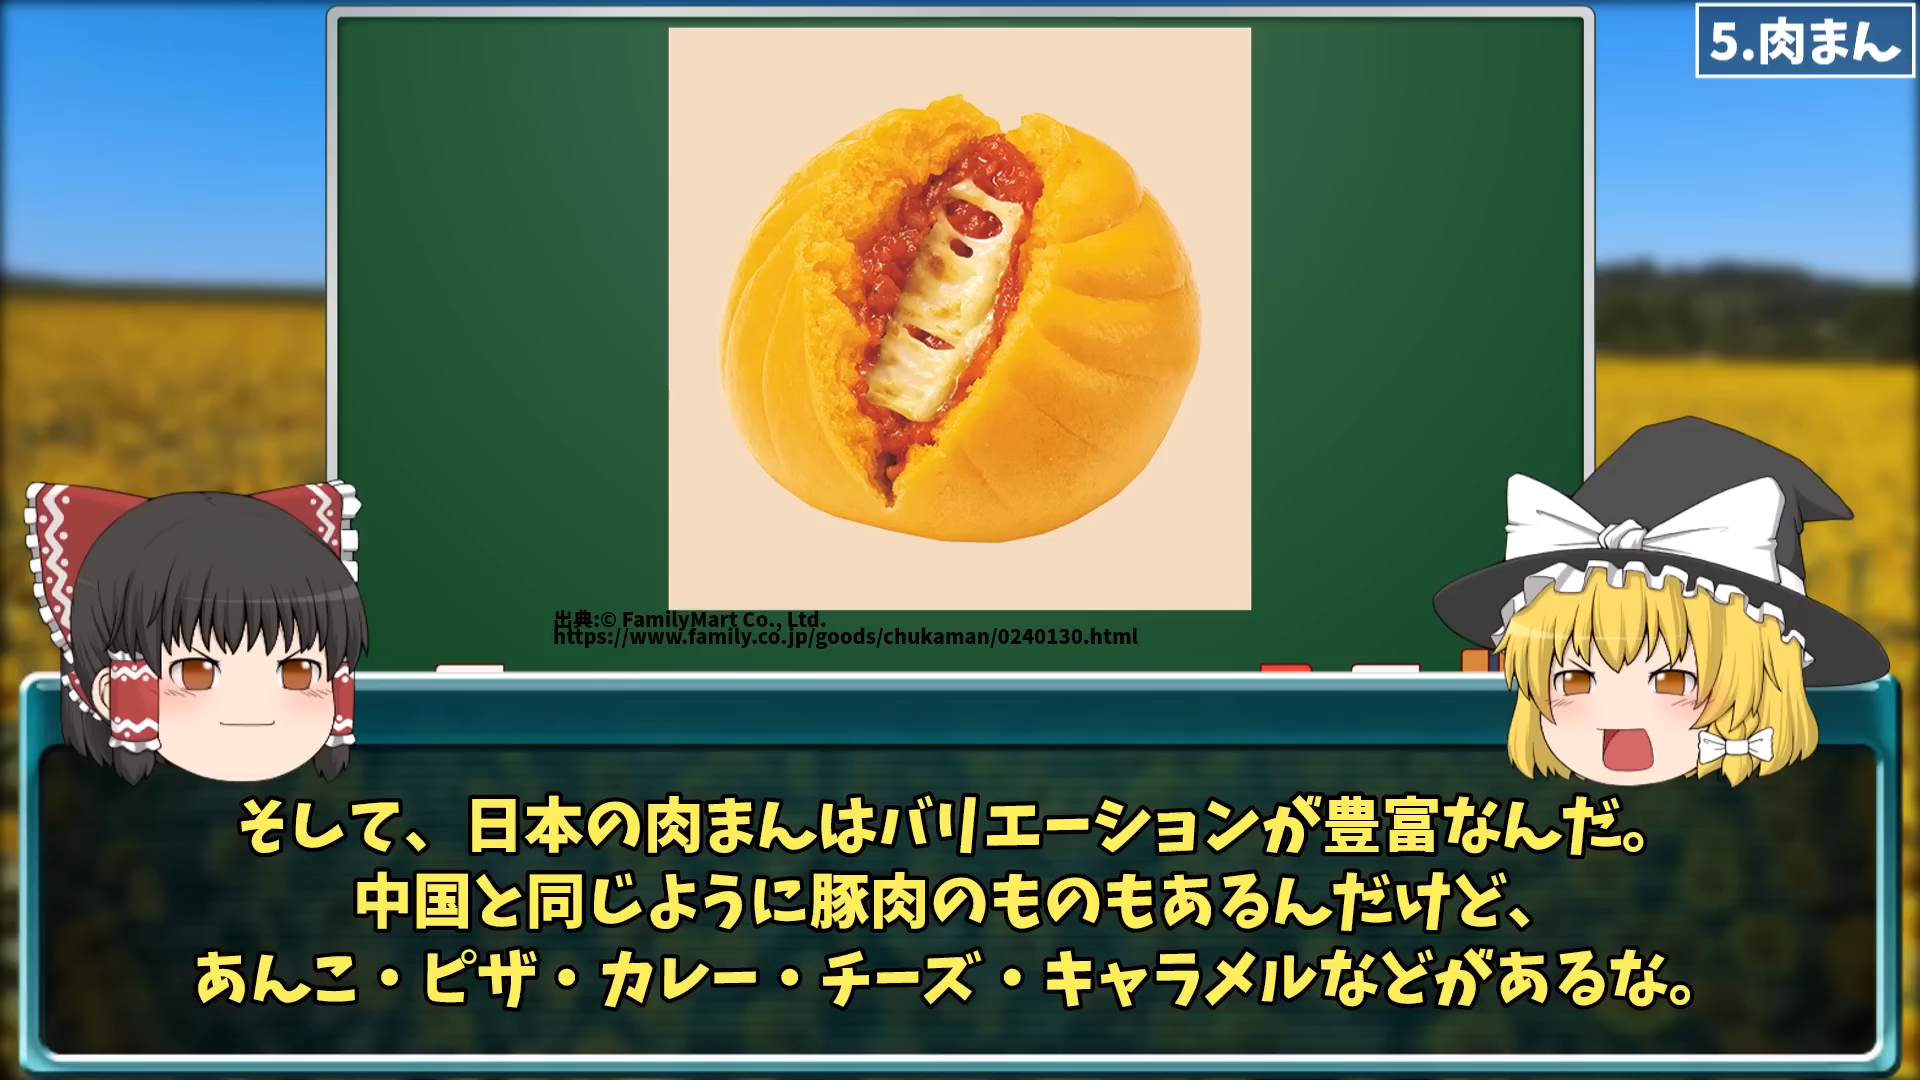 5.肉まん
出典:© FamilyMart Co., Ltd.
https://www.family.co.jp/goods/chukaman/0240130.html
そして、日本の肉まんはバリエーションが豊富なんだ。
中国と同じように豚肉のものもあるんだけど、
あんこ・ピザ・カレー・チーズ・キャラメルなどがあるな。